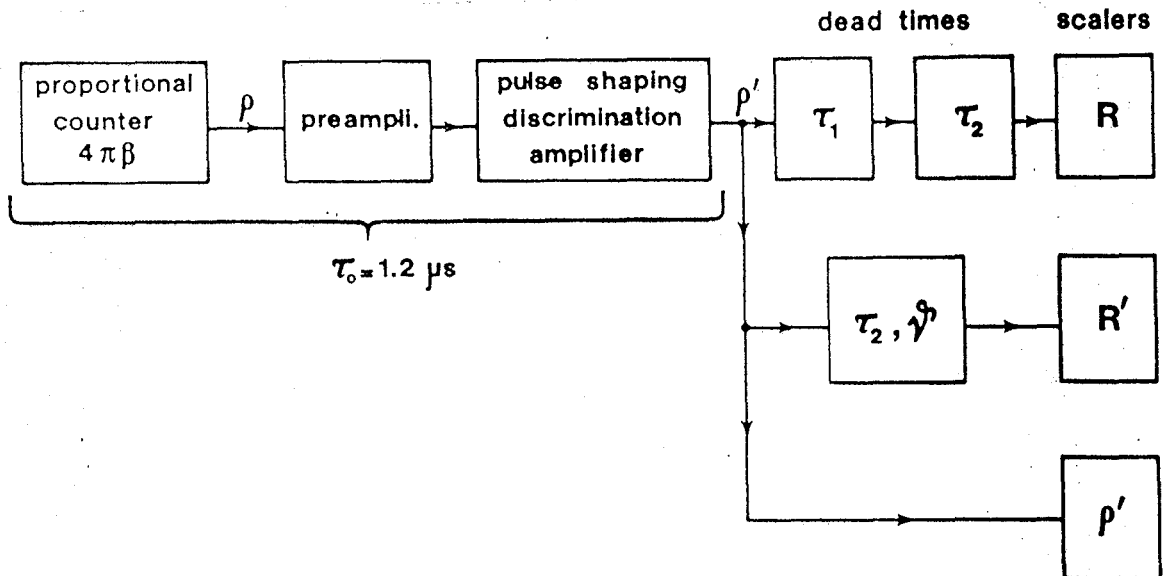 dead times
scalers
proportional
counter
4πβ
ρ
preampli.
pulse shaping
discrimination
amplifier
ρ'
τ₁
τ₂
R
τ₀ = 1.2 μs
τ₂, ϑ
R'
ρ'